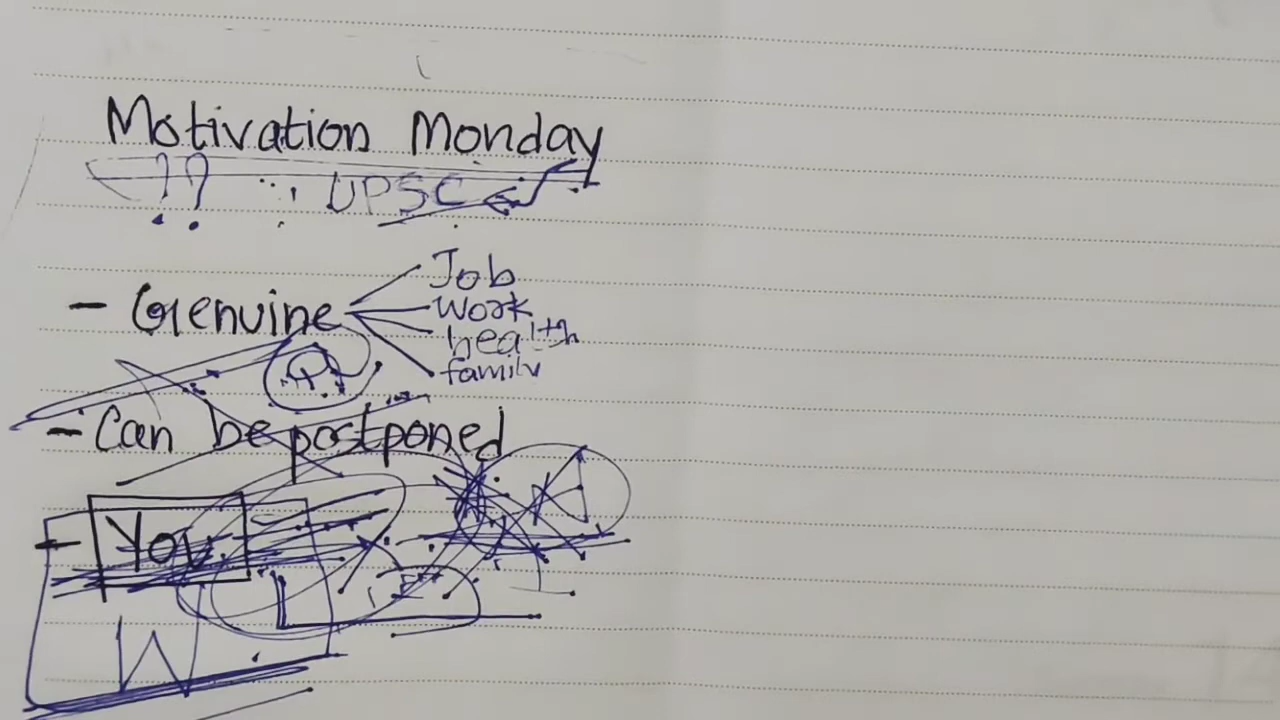 Motivation Monday
?? UPSC
- Genuine
Job
Work
health
family
- Can be postponed
- You
W